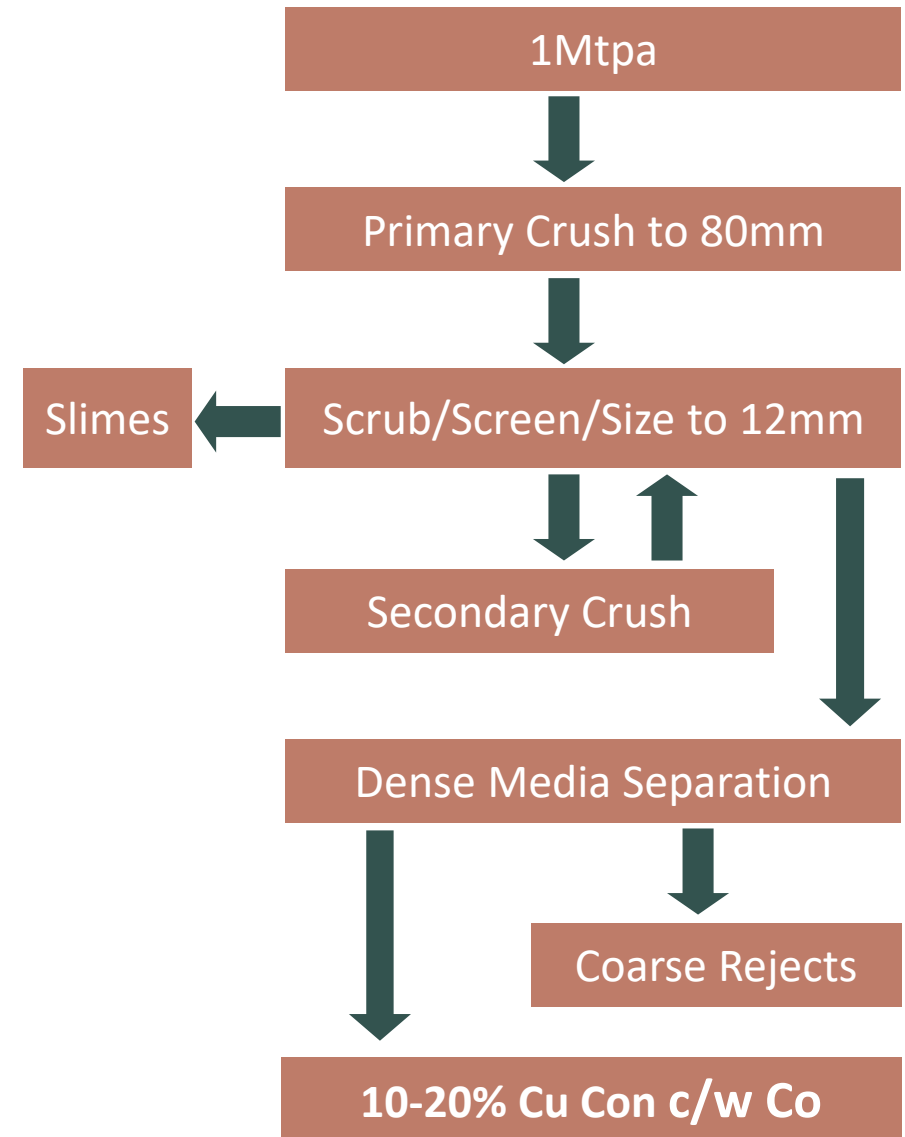 1Mtpa
Primary Crush to 80mm
Slimes
Scrub/Screen/Size to 12mm
Secondary Crush
Dense Media Separation
Coarse Rejects
10-20% Cu Con c/w Co